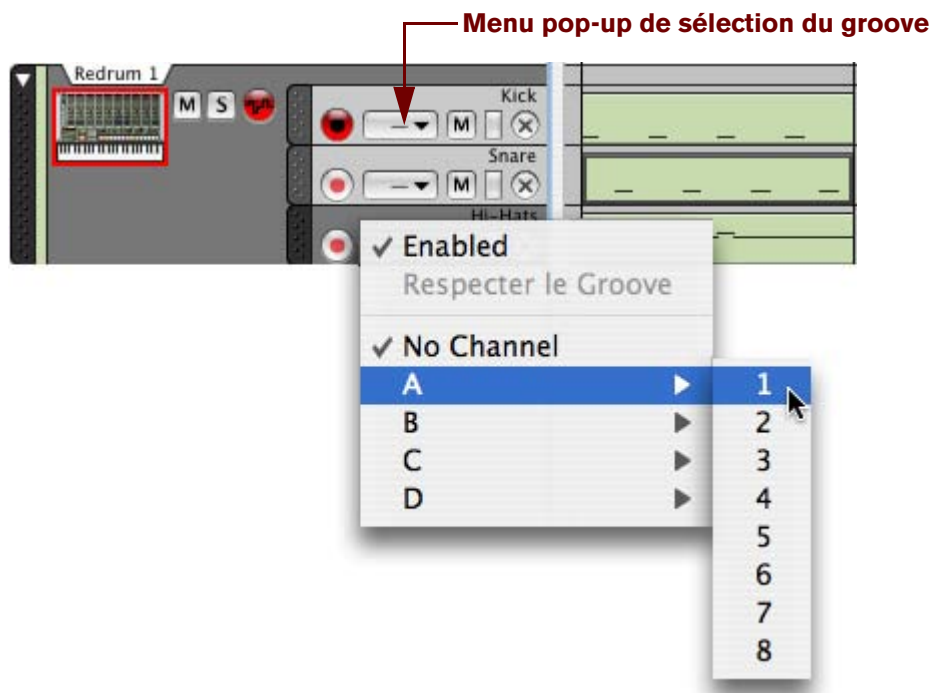 Menu pop-up de sélection du groove
Redrum 1
M S
Kick
— M
Snare
— M
Hi-Hats
✓ Enabled
Respecter le Groove
✓ No Channel
A
B
C
D
1
2
3
4
5
6
7
8